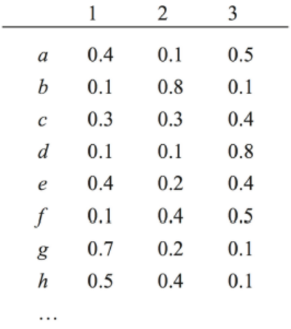 1 2 3
a 0.4 0.1 0.5
b 0.1 0.8 0.1
c 0.3 0.3 0.4
d 0.1 0.1 0.8
e 0.4 0.2 0.4
f 0.1 0.4 0.5
g 0.7 0.2 0.1
h 0.5 0.4 0.1
...